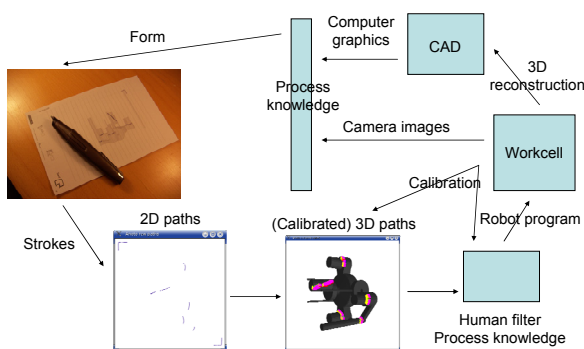 Form
Computer
graphics
CAD
3D
reconstruction
Process
knowledge
Camera images
Workcell
Calibration
2D paths
(Calibrated) 3D paths
Robot program
Strokes
Human filter
Process knowledge